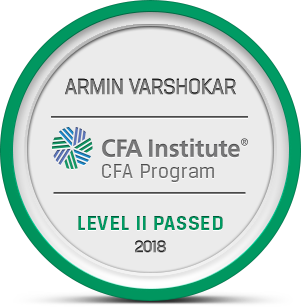 ARMIN VARSHOKAR
CFA Institute®
CFA Program
LEVEL II PASSED
2018